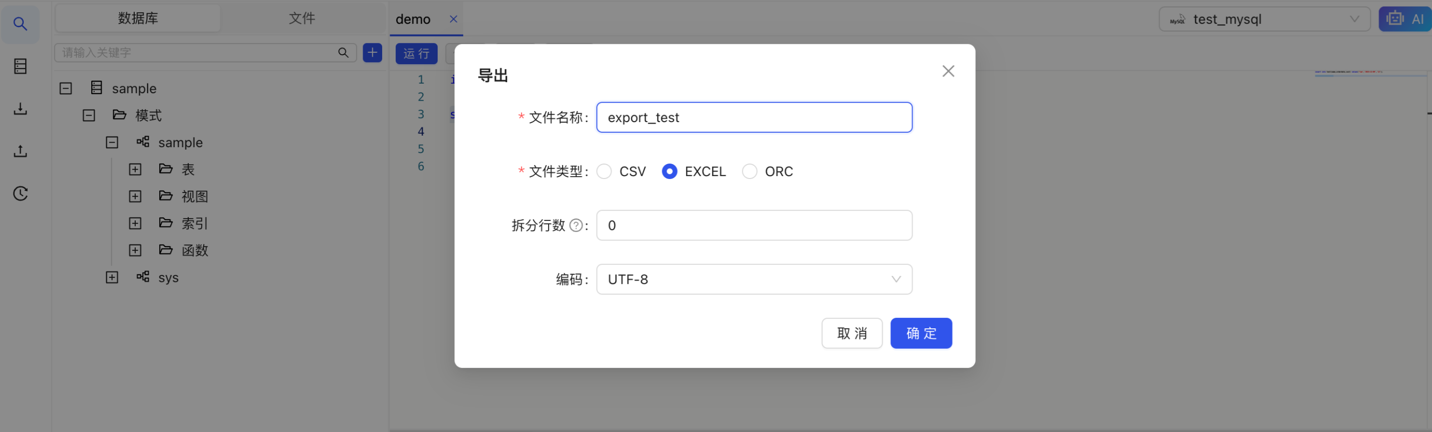 数据库 文件 demo MySQL test_mysql AI
请输入关键字
运行
导出
sample
模式
sample
表
视图
索引
函数
sys
1
2
3
4
5
6
* 文件名称: export_test
* 文件类型: CSV EXCEL ORC
拆分行数 ? : 0
编码: UTF-8
取消 确定